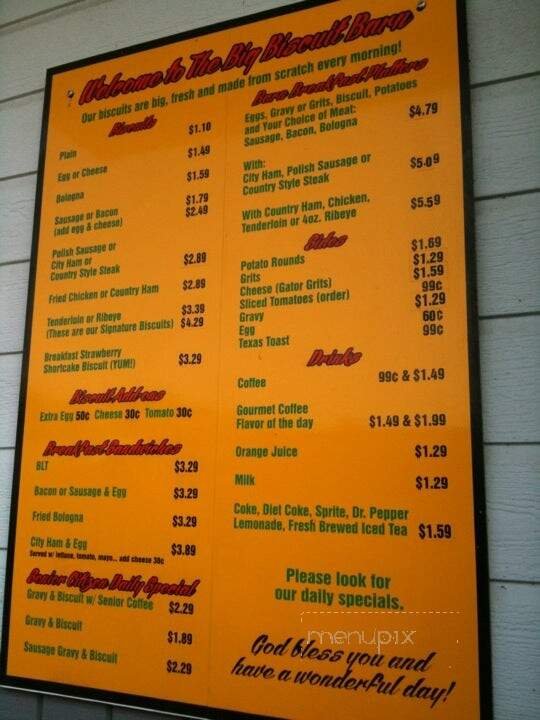 Welcome to The Big Biscuit Barn
Our biscuits are big, fresh and made from scratch every morning!
Biscuits
Plain $1.10
Egg or Cheese $1.49
Bologna $1.59
Sausage or Bacon $1.79
(add egg & cheese) $2.49
Polish Sausage or
City Ham or
Country Style Steak $2.89
Fried Chicken or Country Ham $2.89
Tenderloin or Ribeye $3.39
(These are our Signature Biscuits) $4.29
Breakfast Strawberry
Shortcake Biscuit (YUM!) $3.29
Biscuit Address
Extra Egg 50¢ Cheese 30¢ Tomato 30¢
Breakfast Sandwiches
BLT $3.29
Bacon or Sausage & Egg $3.29
Fried Bologna $3.29
City Ham & Egg $3.89
Served w/ lettuce, tomato, mayo... add cheese 30¢
Senior Citizen Daily Special
Gravy & Biscuit w/ Senior Coffee $2.29
Gravy & Biscuit $1.89
Sausage Gravy & Biscuit $2.29
Barn Breakfast Platters
Eggs, Gravy or Grits, Biscuit, Potatoes
and Your Choice of Meat: $4.79
Sausage, Bacon, Bologna
With:
City Ham, Polish Sausage or $5.09
Country Style Steak
With Country Ham, Chicken, $5.59
Tenderloin or 4oz. Ribeye
Sides
Potato Rounds $1.69
Grits $1.29
Cheese (Gator Grits) $1.59
Sliced Tomatoes (order) 99¢
Gravy $1.29
Egg 60¢
Texas Toast 99¢
Drinks
Coffee 99¢ & $1.49
Gourmet Coffee
Flavor of the day $1.49 & $1.99
Orange Juice $1.29
Milk $1.29
Coke, Diet Coke, Sprite, Dr. Pepper
Lemonade, Fresh Brewed Iced Tea $1.59
Please look for
our daily specials.
menupix
God bless you and
have a wonderful day!